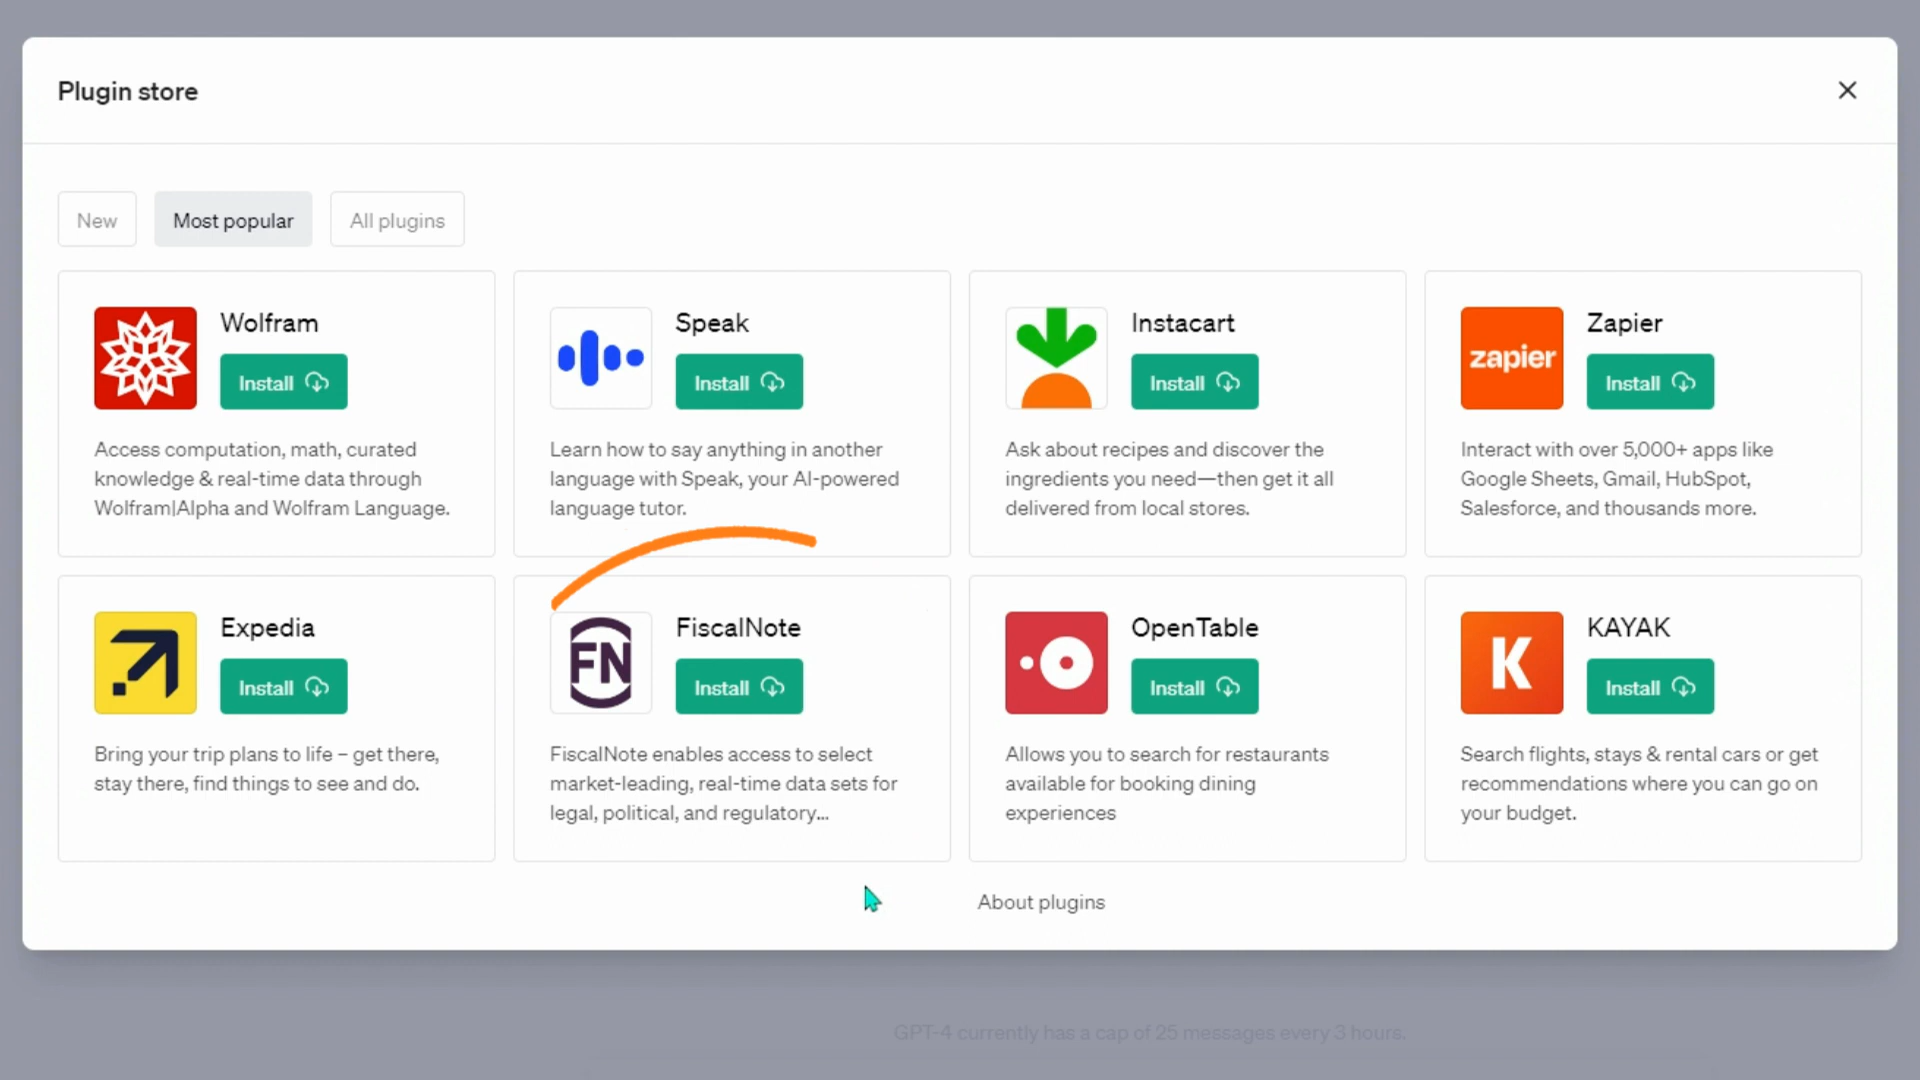 Plugin store
New
Most popular
All plugins
Wolfram
Install
Access computation, math, curated
knowledge & real-time data through
Wolfram|Alpha and Wolfram Language.
Speak
Install
Learn how to say anything in another
language with Speak, your AI-powered
language tutor.
Instacart
Install
Ask about recipes and discover the
ingredients you need—then get it all
delivered from local stores.
zapier
Zapier
Install
Interact with over 5,000+ apps like
Google Sheets, Gmail, HubSpot,
Salesforce, and thousands more.
Expedia
Install
Bring your trip plans to life – get there,
stay there, find things to see and do.
FN
FiscalNote
Install
FiscalNote enables access to select
market-leading, real-time data sets for
legal, political, and regulatory...
OpenTable
Install
Allows you to search for restaurants
available for booking dining
experiences
K
KAYAK
Install
Search flights, stays & rental cars or get
recommendations where you can go on
your budget.
About plugins
GPT-4 currently has a cap of 25 messages every 3 hours.